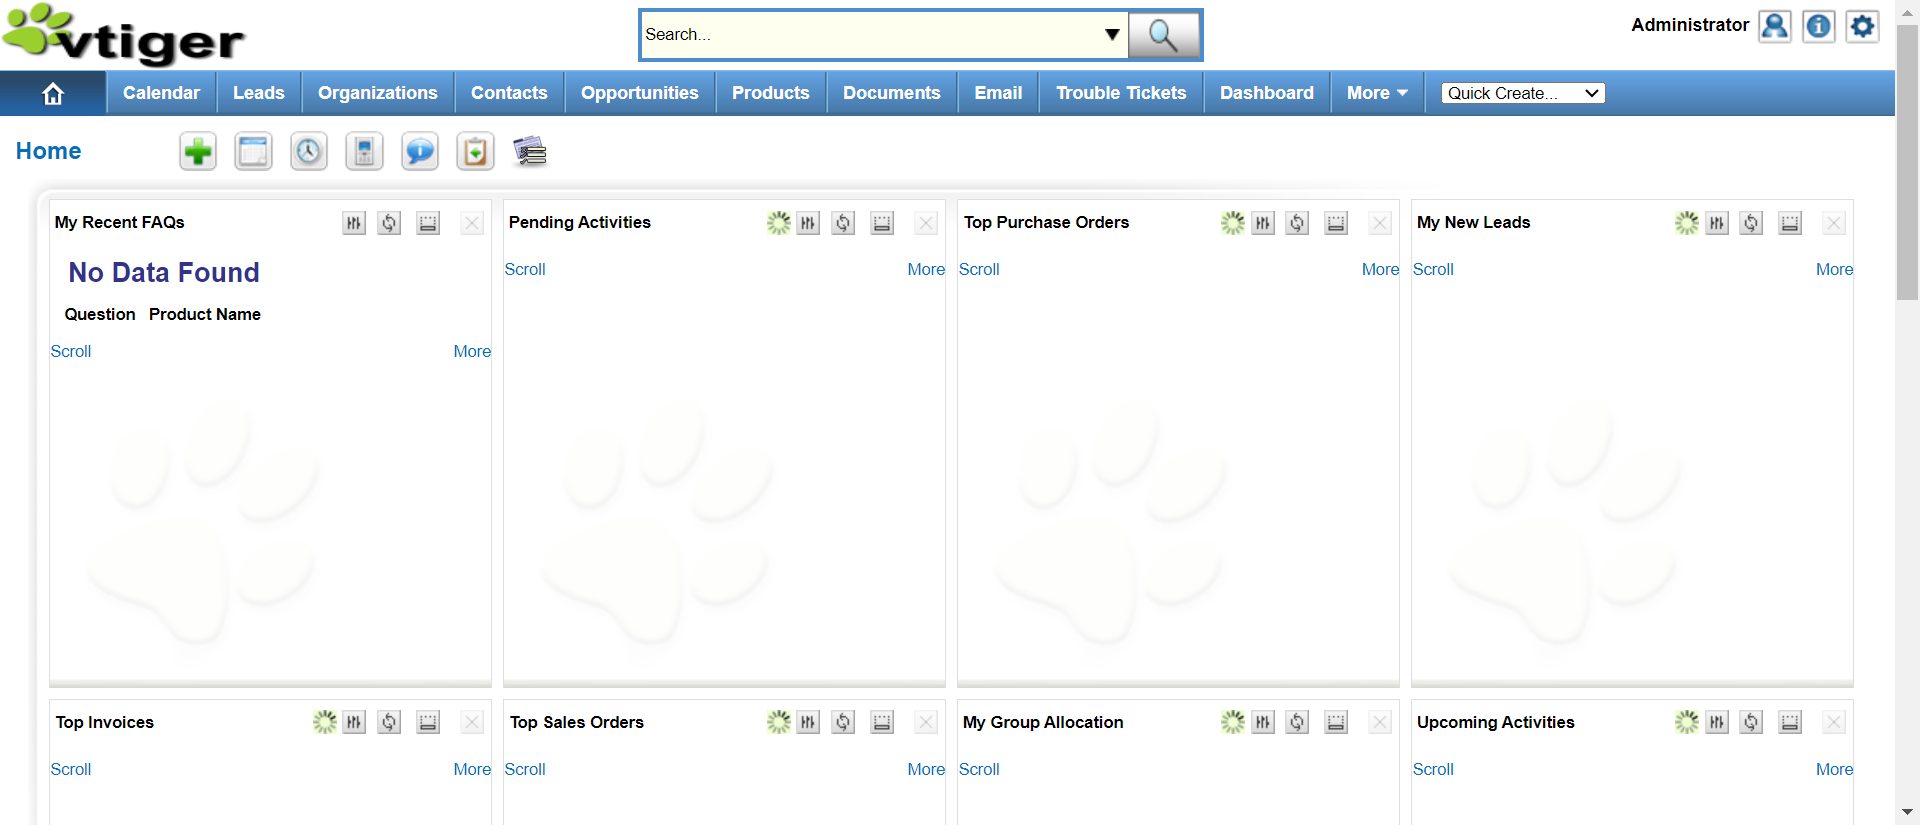 vtiger
Search...
Administrator
Calendar Leads Organizations Contacts Opportunities Products Documents Email Trouble Tickets Dashboard More Quick Create...
Home
My Recent FAQs
No Data Found
Question Product Name
Scroll More
Pending Activities
Scroll More
Top Purchase Orders
Scroll More
My New Leads
Scroll More
Top Invoices
Scroll More
Top Sales Orders
Scroll More
My Group Allocation
Scroll
Upcoming Activities
Scroll More